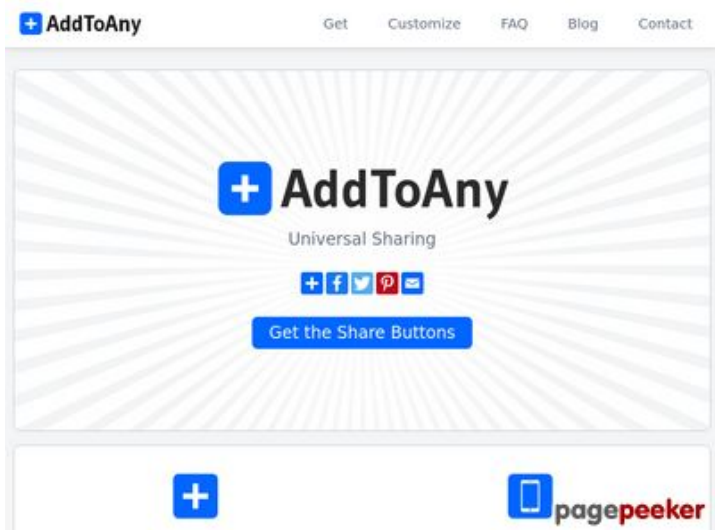 AddToAny
Get Customize FAQ Blog Contact
AddToAny
Universal Sharing
Get the Share Buttons
pagepeeker